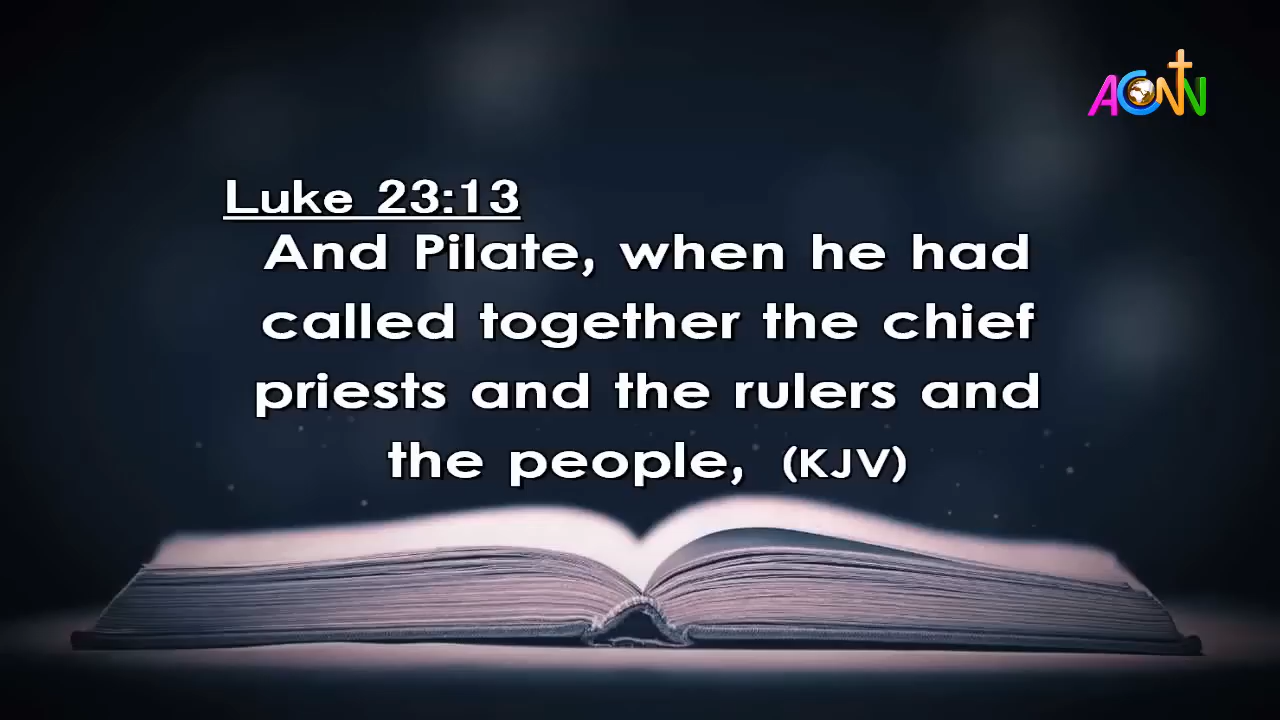 ACNN
Luke 23:13
And Pilate, when he had
called together the chief
priests and the rulers and
the people, (KJV)